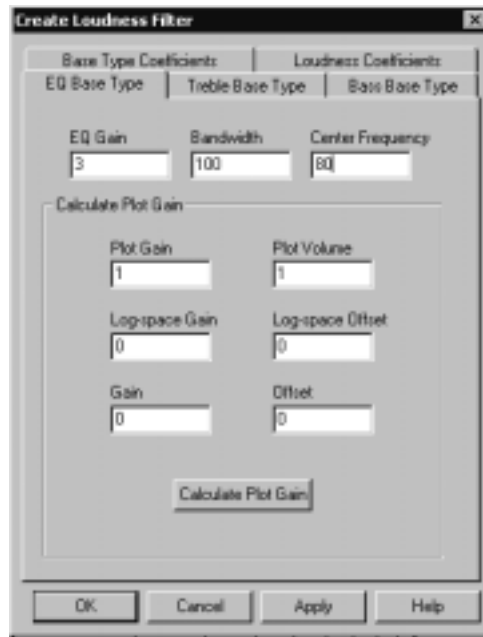 Create Loudness Filter
Base Type Coefficients Loudness Coefficients
EQ Base Type Treble Base Type Bass Base Type
EQ Gain Bandwidth Center Frequency
3 100 80
Calculate Plot Gain
Plot Gain Plot Volume
1 1
Log-space Gain Log-space Offset
0 0
Gain Offset
0 0
Calculate Plot Gain
OK Cancel Apply Help